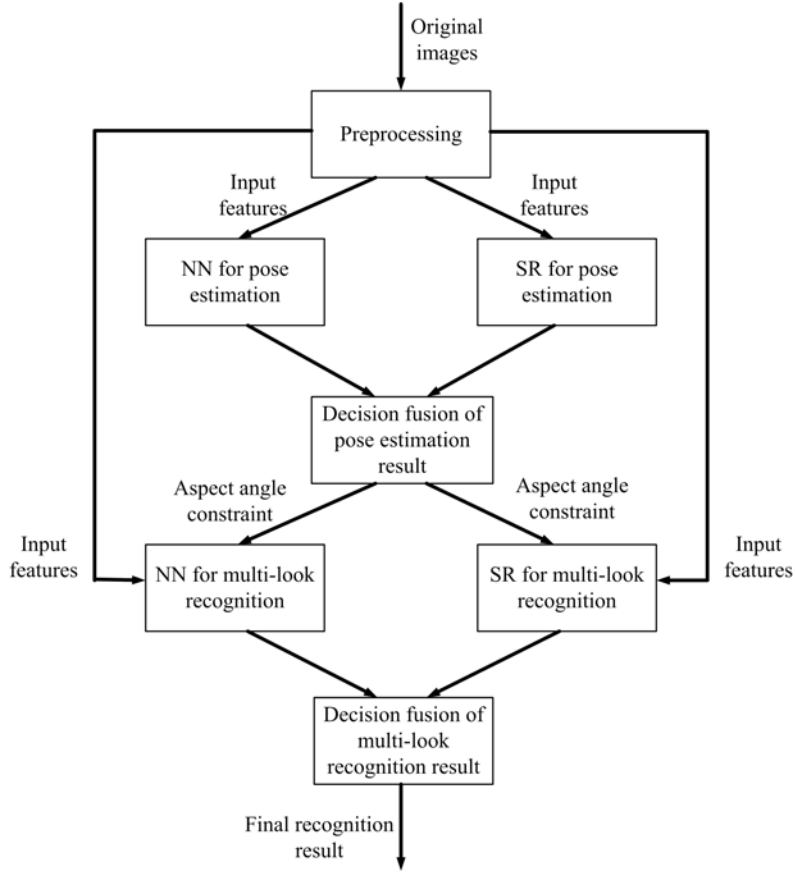 Original
images
Preprocessing
Input
features
Input
features
NN for pose
estimation
SR for pose
estimation
Decision fusion of
pose estimation
result
Aspect angle
constraint
Aspect angle
constraint
Input
features
NN for multi-look
recognition
SR for multi-look
recognition
Input
features
Decision fusion of
multi-look
recognition result
Final recognition
result